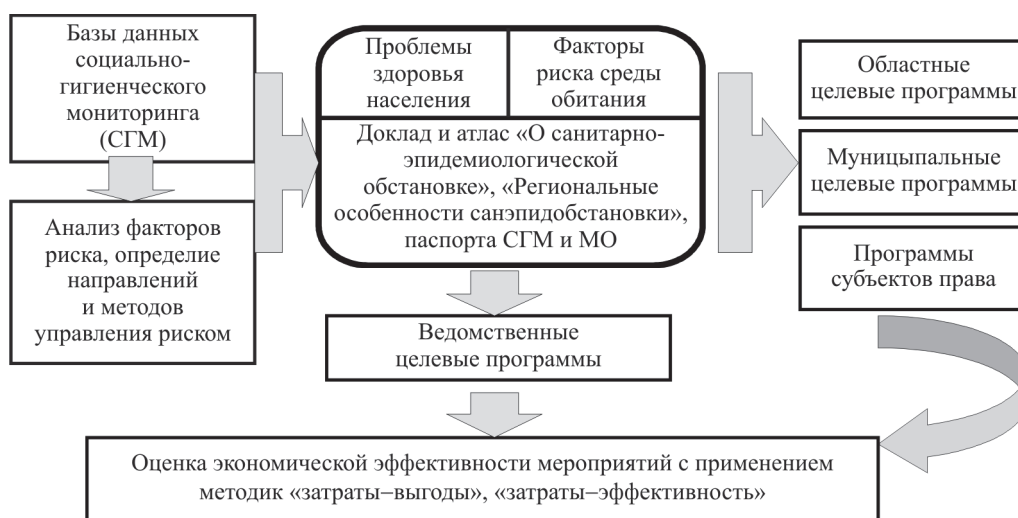 Базы данных
социально-
гигиенческого
мониторинга
(СГМ)
Анализ факторов
риска, определие
направлений
и методов
управления риском
Проблемы
здоровья
населения
Факторы
риска среды
обитания
Доклад и атлас «О санитарно-
эпидемиологической
обстановке», «Региональные
особенности санэпидобстановки»,
паспорта СГМ и МО
Ведомственные
целевые программы
Областные
целевые программы
Муницыпальные
целевые программы
Программы
субъектов права
Оценка экономической эффективности мероприятий с применением
методик «затраты–выгоды», «затраты–эффективность»